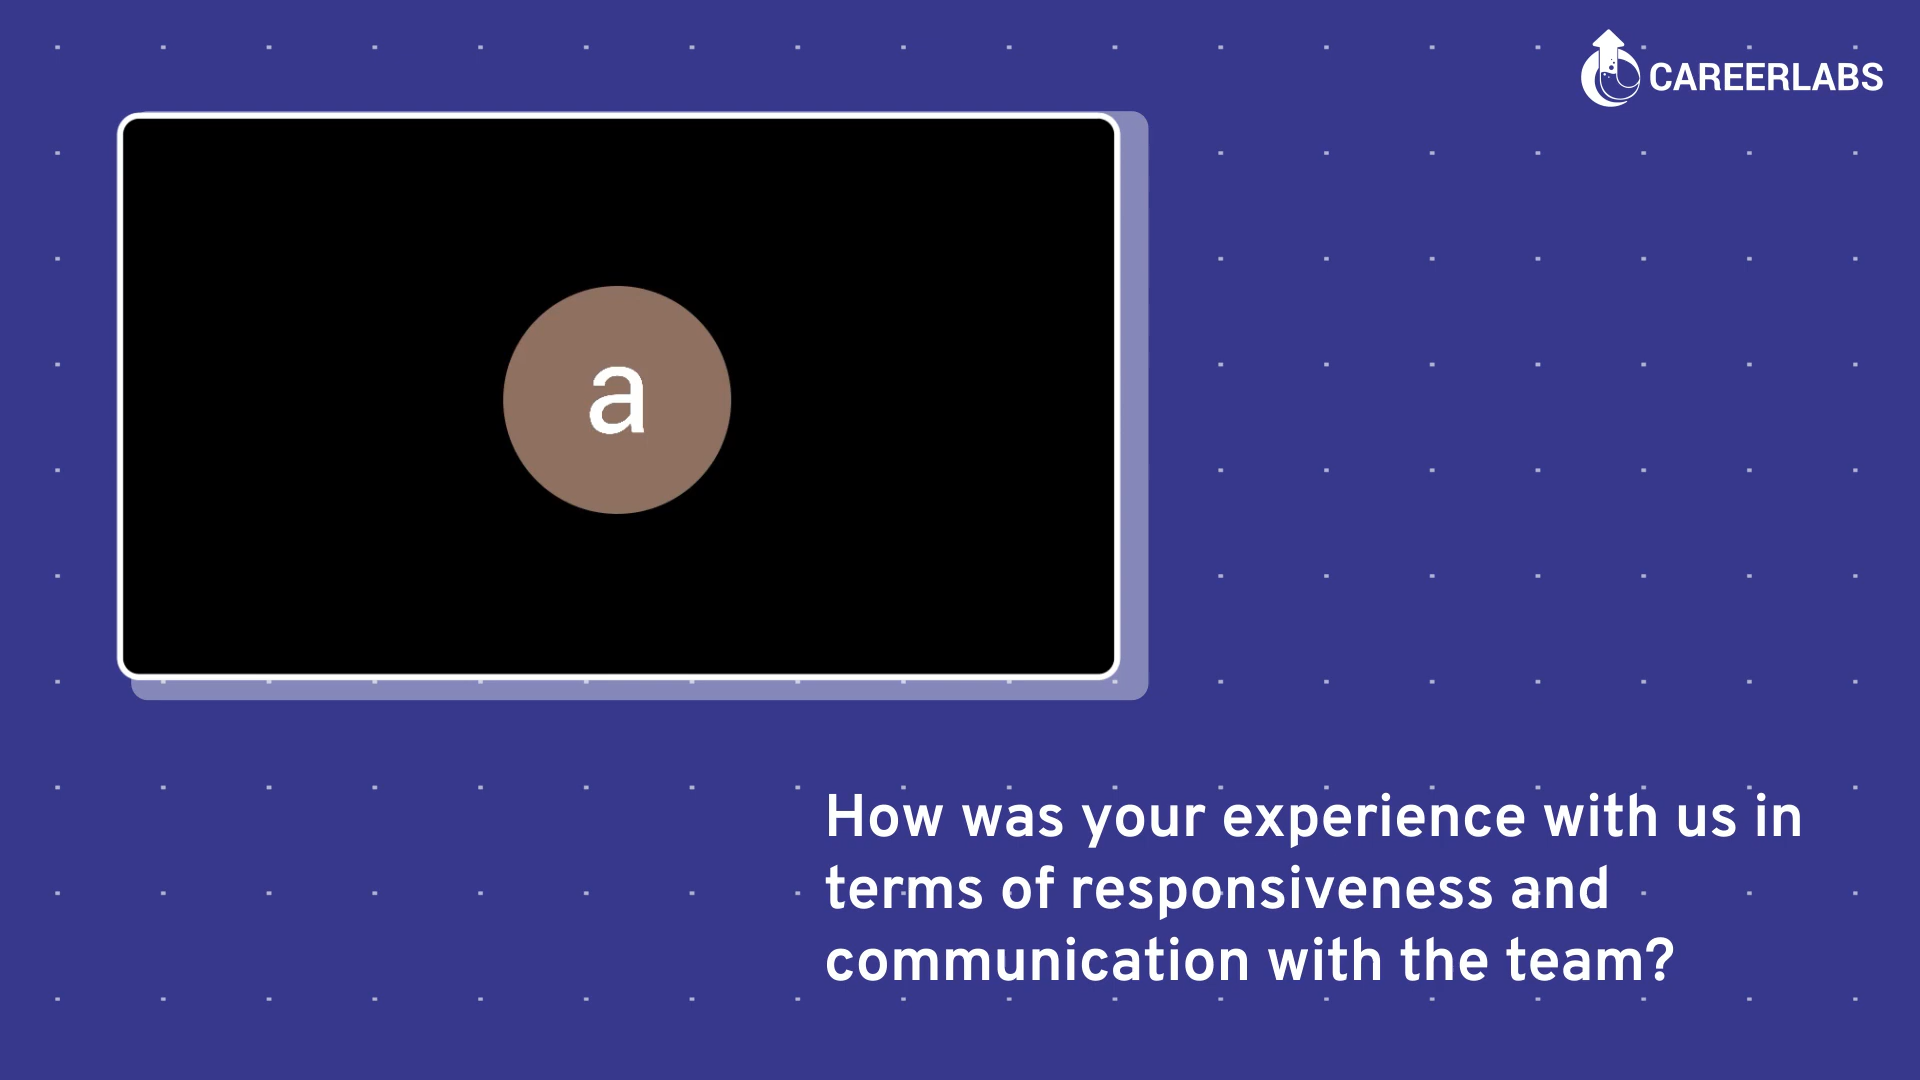 CAREERLABS
a
How was your experience with us in
terms of responsiveness and
communication with the team?